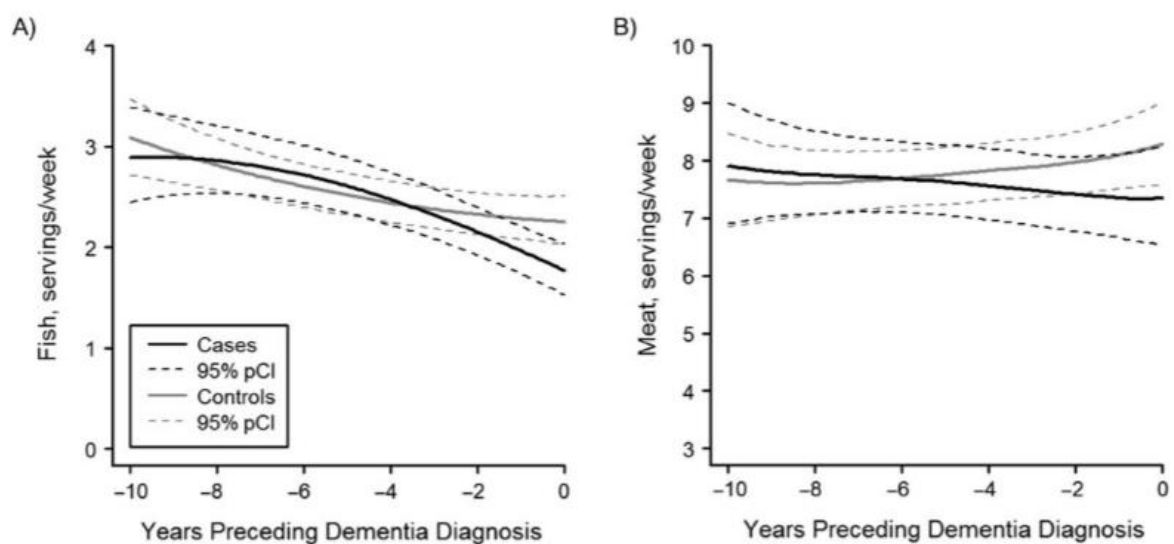 A)
4
3
2
1
0
Fish, servings/week
Cases
95% pCI
Controls
95% pCI
–10 –8 –6 –4 –2 0
Years Preceding Dementia Diagnosis
B)
10
9
8
7
6
5
4
3
Meat, servings/week
–10 –8 –6 –4 –2 0
Years Preceding Dementia Diagnosis